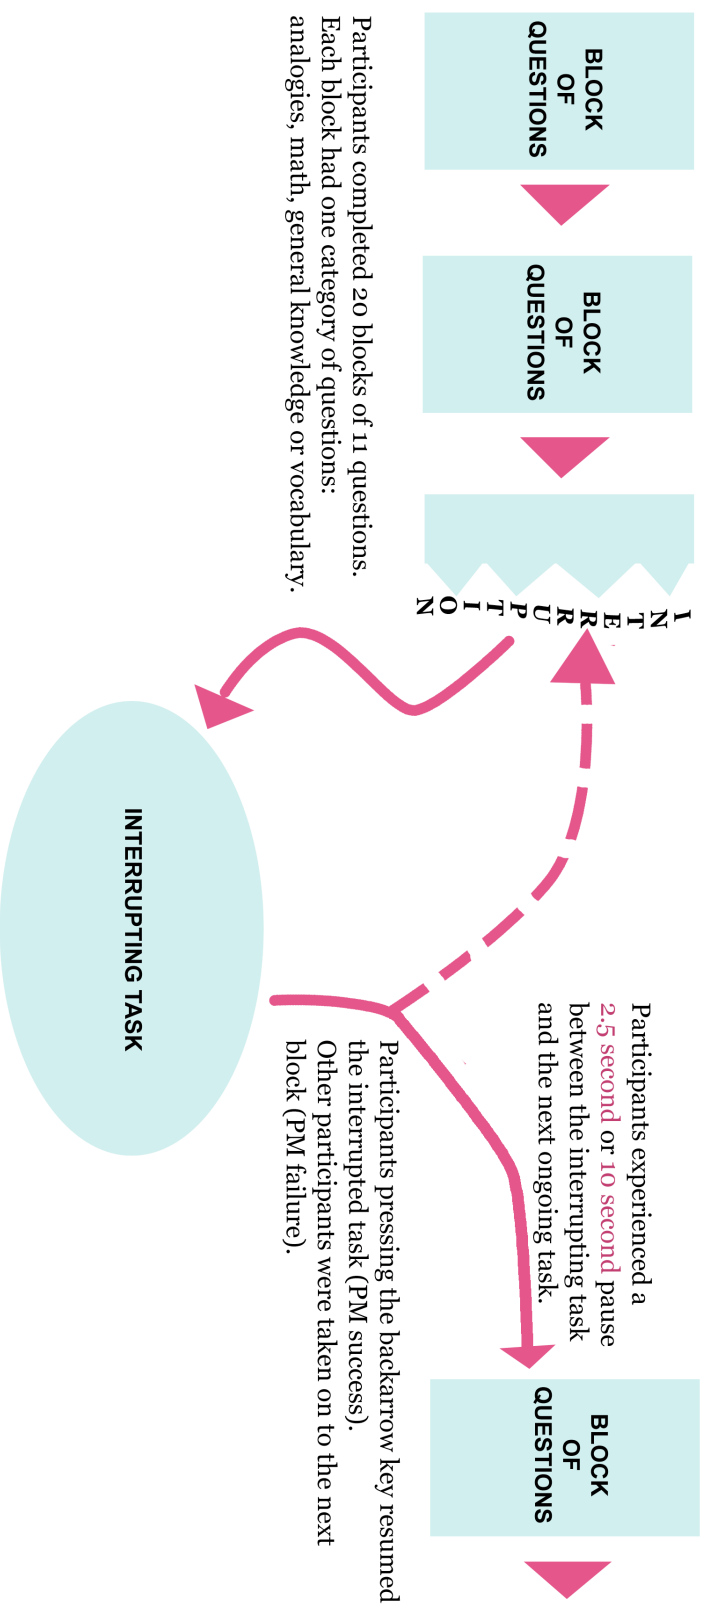 BLOCK
OF
QUESTIONS
BLOCK
OF
QUESTIONS
INTERRUPTION
Participants completed 20 blocks of 11 questions.
Each block had one category of questions:
analogies, math, general knowledge or vocabulary.
INTERRUPTING TASK
Participants experienced a
2.5 second or 10 second pause
between the interrupting task
and the next ongoing task.
Participants pressing the backarrow key resumed
the interrupted task (PM success).
Other participants were taken on to the next
block (PM failure).
BLOCK
OF
QUESTIONS